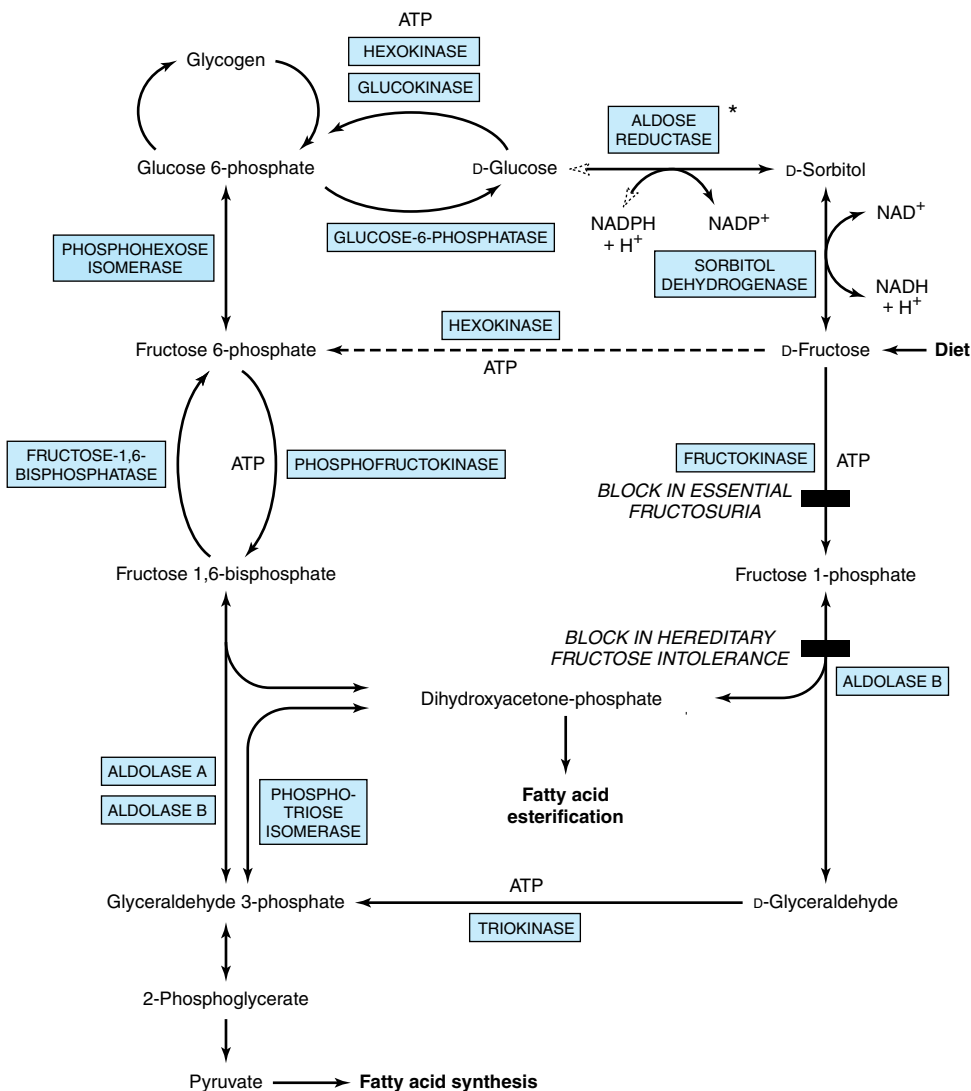 ATP
HEXOKINASE
GLUCOKINASE
Glycogen
ALDOSE
REDUCTASE
*
Glucose 6-phosphate
D-Glucose
D-Sorbitol
NADPH
+ H+
NADP+
NAD+
GLUCOSE-6-PHOSPHATASE
PHOSPHOHEXOSE
ISOMERASE
SORBITOL
DEHYDROGENASE
NADH
+ H+
HEXOKINASE
Fructose 6-phosphate
ATP
D-Fructose
Diet
FRUCTOSE-1,6-
BISPHOSPHATASE
ATP
PHOSPHOFRUCTOKINASE
FRUCTOKINASE
ATP
BLOCK IN ESSENTIAL
FRUCTOSURIA
Fructose 1,6-bisphosphate
Fructose 1-phosphate
BLOCK IN HEREDITARY
FRUCTOSE INTOLERANCE
ALDOLASE B
Dihydroxyacetone-phosphate
ALDOLASE A
ALDOLASE B
PHOSPHO-
TRIOSE
ISOMERASE
Fatty acid
esterification
Glyceraldehyde 3-phosphate
ATP
TRIOKINASE
D-Glyceraldehyde
2-Phosphoglycerate
Pyruvate
Fatty acid synthesis